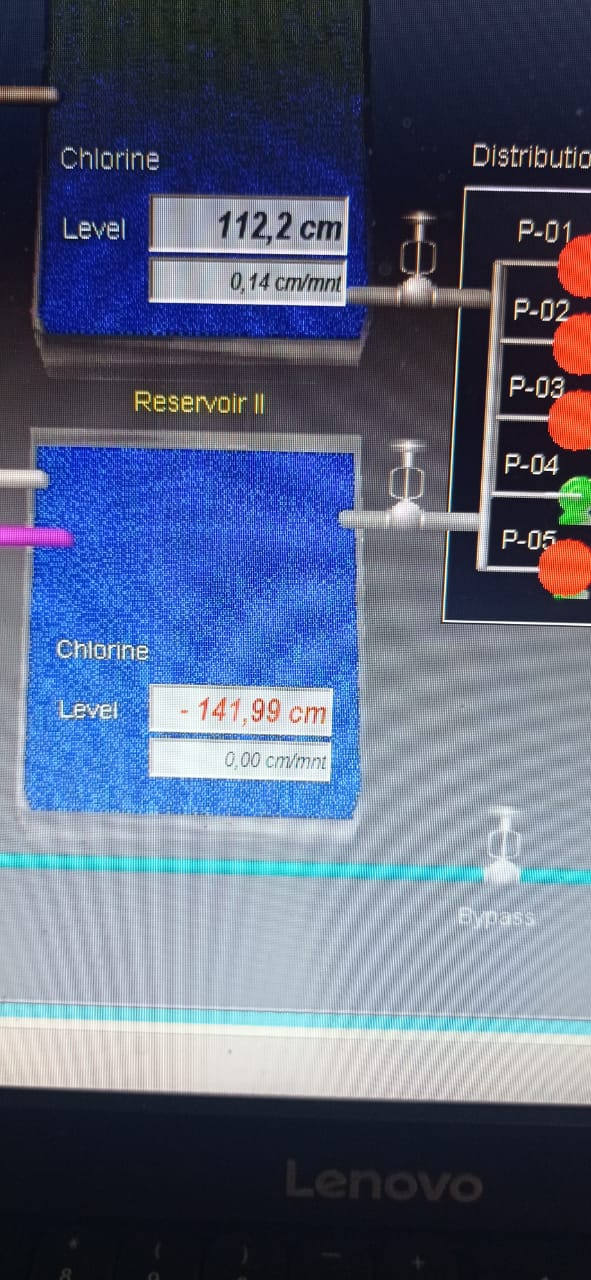 Chlorine
Level
112,2 cm
0,14 cm/mnt
Distributio
P-01
P-02
P-03
P-04
P-05
Reservoir II
Chlorine
Level
- 141,99 cm
0,00 cm/mnt
Bypass
Lenovo